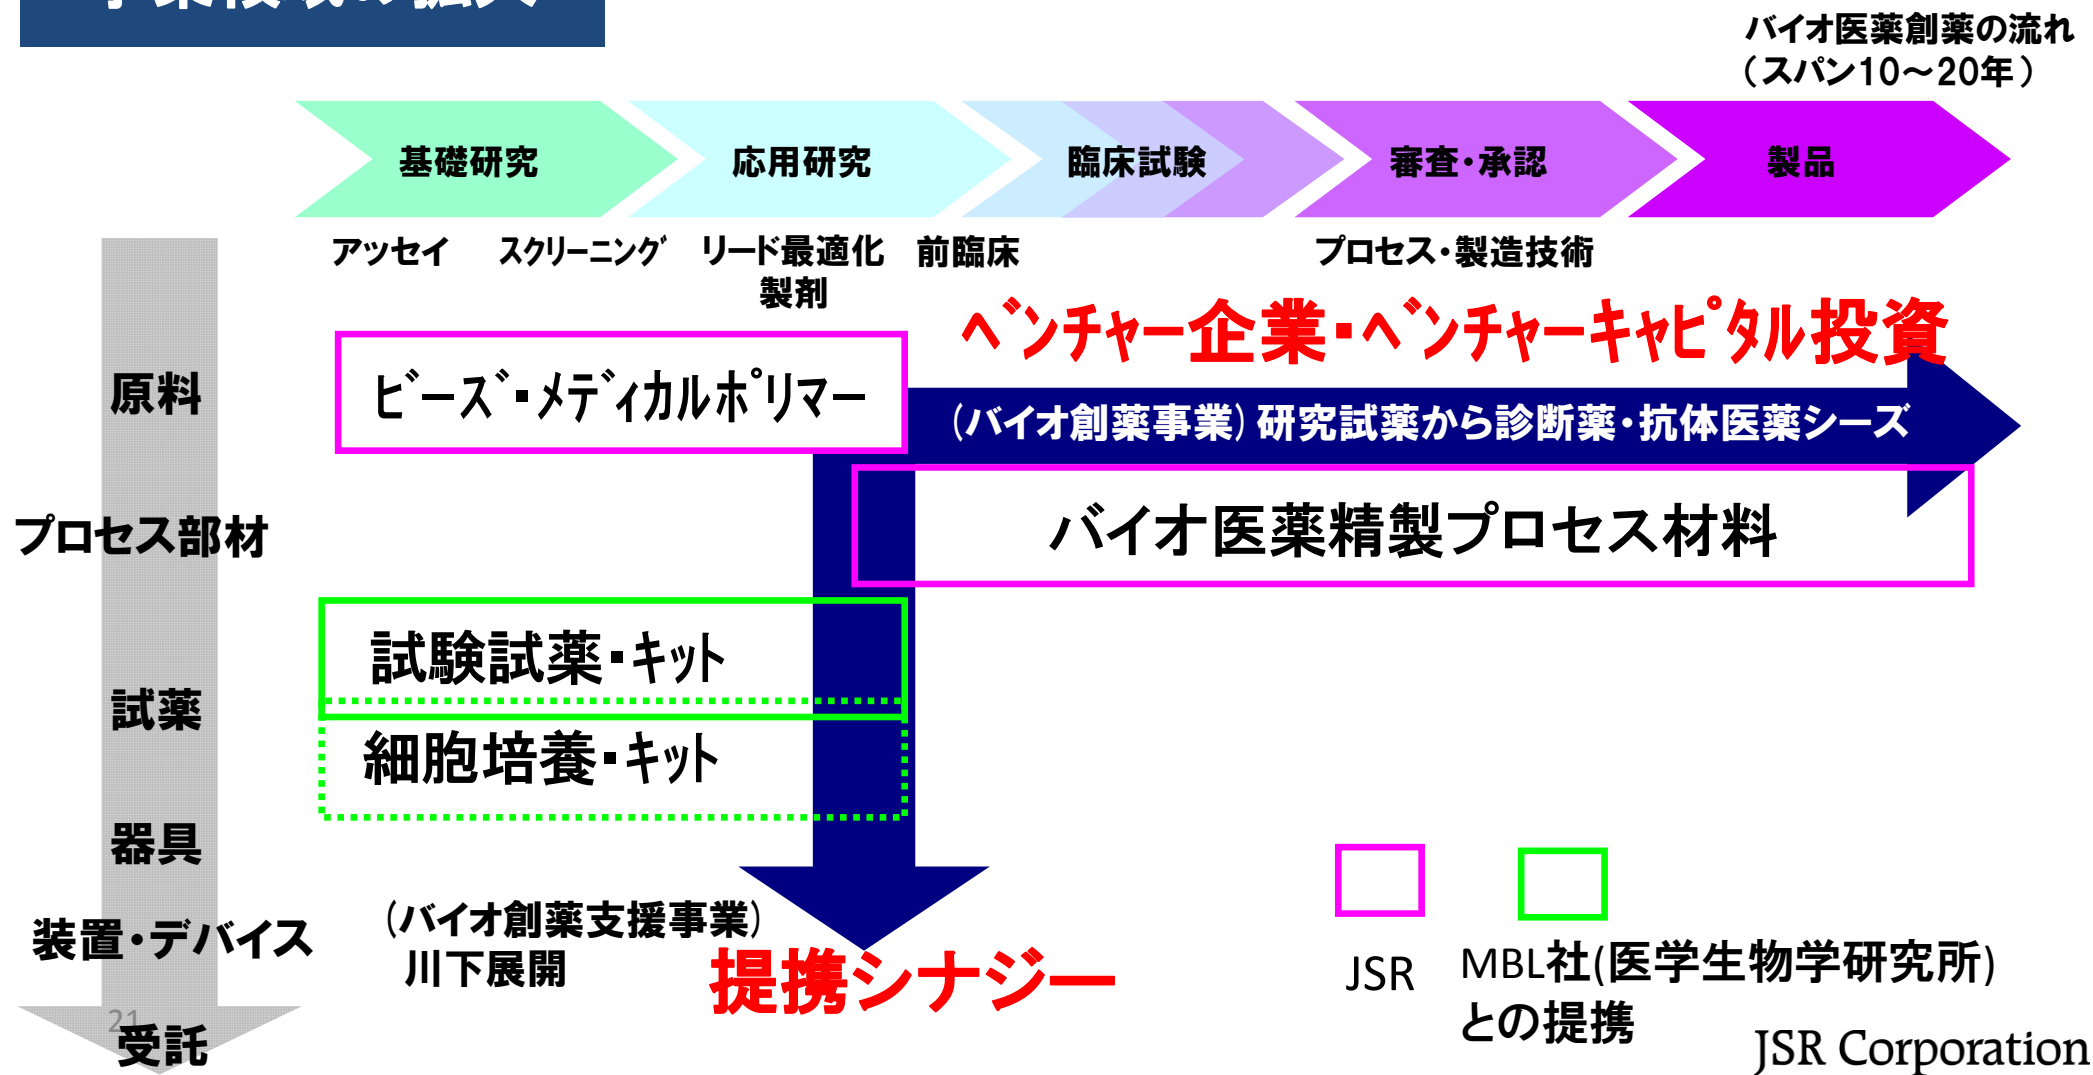 バイオ医薬創薬の流れ
（スパン10～20年）
基礎研究
応用研究
臨床試験
審査・承認
製品
アッセイ
スクリーニング
リード最適化
製剤
前臨床
プロセス・製造技術
ベンチャー企業・ベンチャーキャピタル投資
原料
ビーズ・メディカルポリマー
(バイオ創薬事業) 研究試薬から診断薬・抗体医薬シーズ
プロセス部材
バイオ医薬精製プロセス材料
試験試薬・キット
試薬
細胞培養・キット
器具
装置・デバイス
(バイオ創薬支援事業)
川下展開
提携シナジー
JSR
MBL社(医学生物学研究所)
との提携
21
受託
JSR Corporation